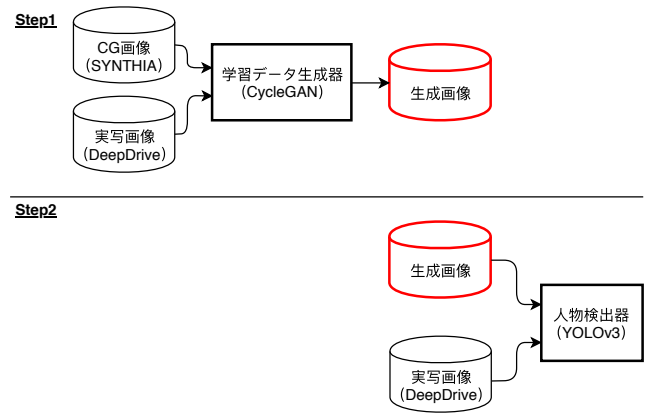 Step1
CG画像
(SYNTHIA)
学習データ生成器
(CycleGAN)
生成画像
実写画像
(DeepDrive)
Step2
生成画像
人物検出器
(YOLOv3)
実写画像
(DeepDrive)